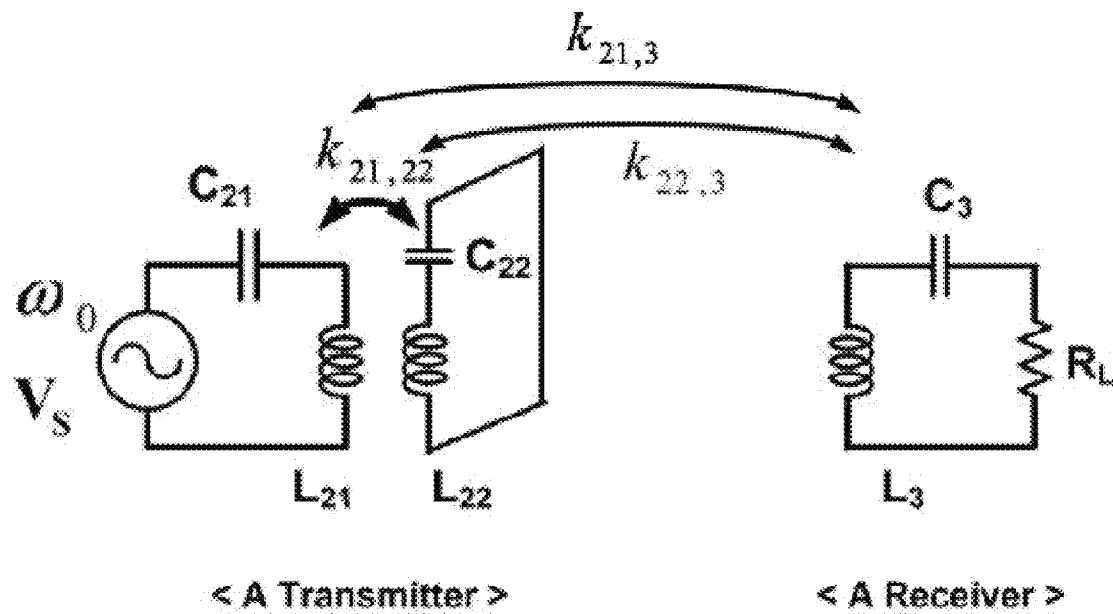 k21,3
k21,22
k22,3
C21
C22
C3
ω0
VS
RL
L21
L22
L3
< A Transmitter >
< A Receiver >